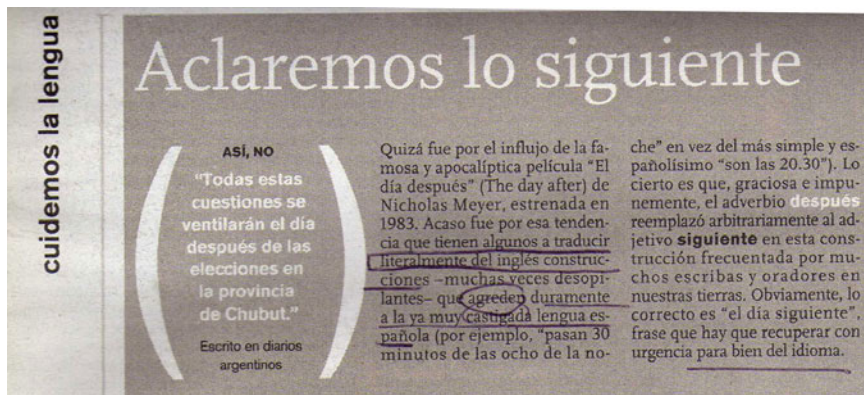 cuidemos la lengua
Aclaremos lo siguiente
ASÍ, NO
"Todas estas
cuestiones se
ventilarán el día
después de las
elecciones en
la provincia
de Chubut."
Escrito en diarios
argentinos
Quizá fue por el influjo de la fa-
mosa y apocalíptica película "El
día después" (The day after) de
Nicholas Meyer, estrenada en
1983. Acaso fue por esa tenden-
cia que tienen algunos a traducir
literalmente del inglés construc-
ciones –muchas veces desopi-
lantes– que agreden duramente
a la ya muy castigada lengua es-
pañola (por ejemplo, "pasan 30
minutos de las ocho de la no-
che" en vez del más simple y es-
pañolísimo "son las 20.30"). Lo
cierto es que, graciosa e impu-
nemente, el adverbio después
reemplazó arbitrariamente al ad-
jetivo siguiente en esta cons-
trucción frecuentada por mu-
chos escribas y oradores en
nuestras tierras. Obviamente, lo
correcto es "el día siguiente",
frase que hay que recuperar con
urgencia para bien del idioma.